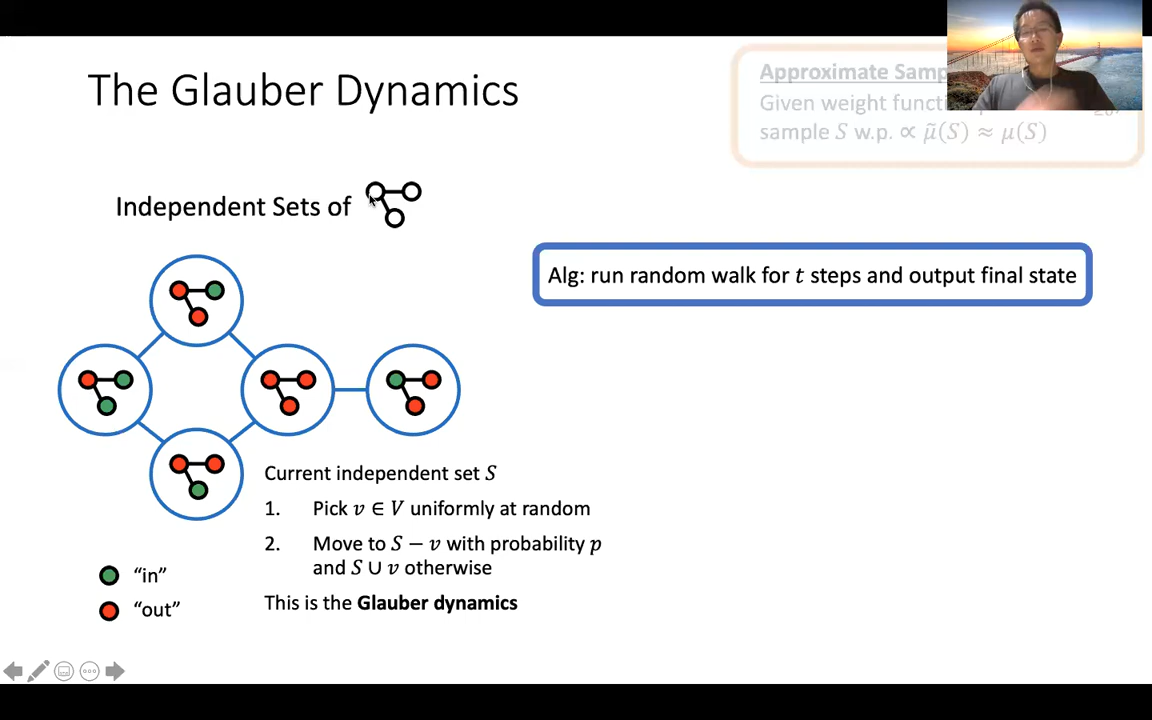 The Glauber Dynamics
Approximate
Given weight
sample 𝑆 w.p. ∝ μ̃(𝑆) ≈ μ(𝑆)
Independent Sets of
Alg: run random walk for 𝑡 steps and output final state
Current independent set 𝑆
1. Pick 𝑣 ∈ 𝑉 uniformly at random
2. Move to 𝑆 − 𝑣 with probability 𝑝
and 𝑆 ∪ 𝑣 otherwise
This is the Glauber dynamics
“in”
“out”